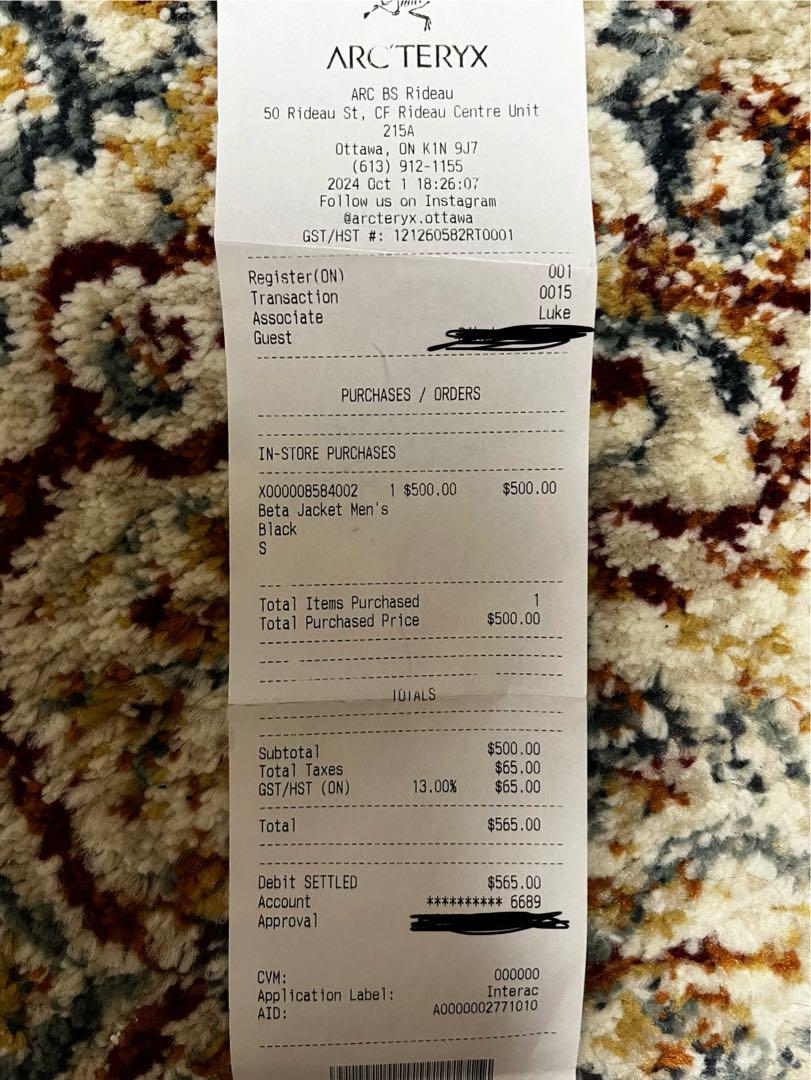 ARC'TERYX
ARC BS Rideau
50 Rideau St, CF Rideau Centre Unit
215A
Ottawa, ON K1N 9J7
(613) 912-1155
2024 Oct 1 18:26:07
Follow us on Instagram
@arcteryx.ottawa
GST/HST #: 121260582RT0001
Register(ON) 001
Transaction 0015
Associate Luke
Guest
PURCHASES / ORDERS
IN-STORE PURCHASES
X000008584002 1 $500.00 $500.00
Beta Jacket Men's
Black
S
Total Items Purchased 1
Total Purchased Price $500.00
TOTALS
Subtotal $500.00
Total Taxes $65.00
GST/HST (ON) 13.00% $65.00
Total $565.00
Debit SETTLED $565.00
Account ********** 6689
Approval
CVM: 000000
Application Label: Interac
AID: A0000002771010